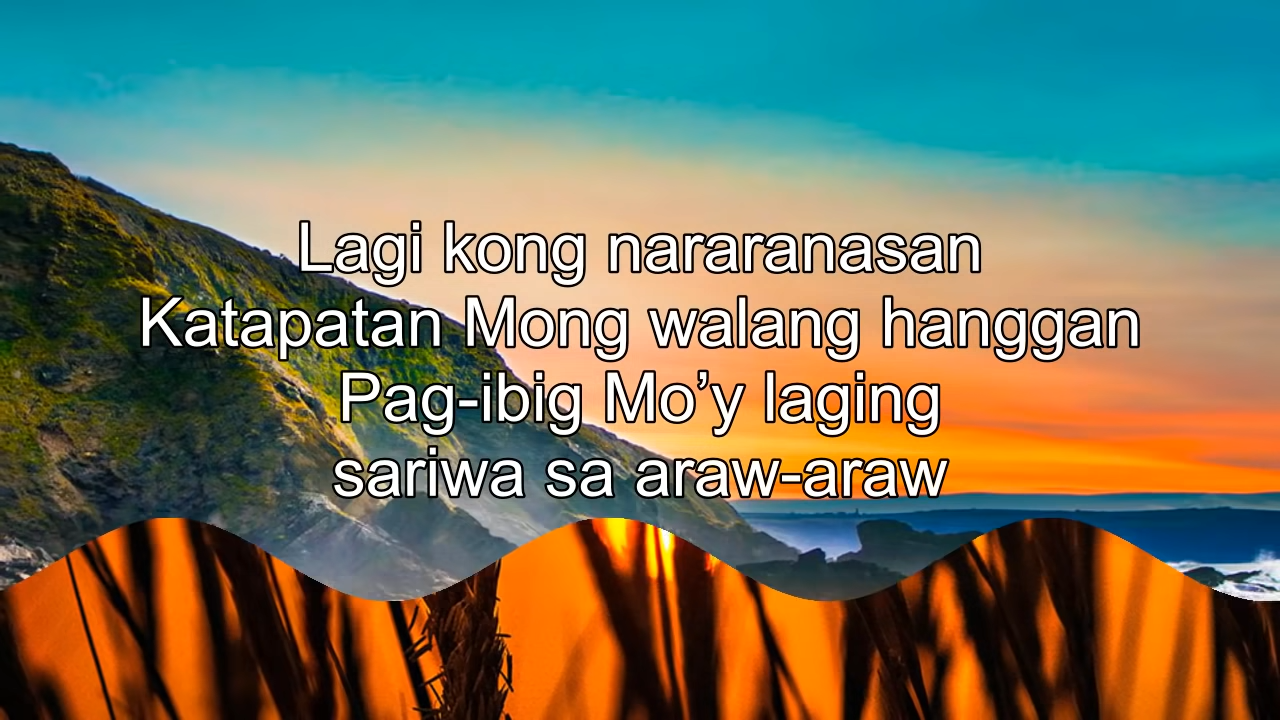 Lagi kong nararanasan
Katapatan Mong walang hanggan
Pag-ibig Mo’y laging
sariwa sa araw-araw